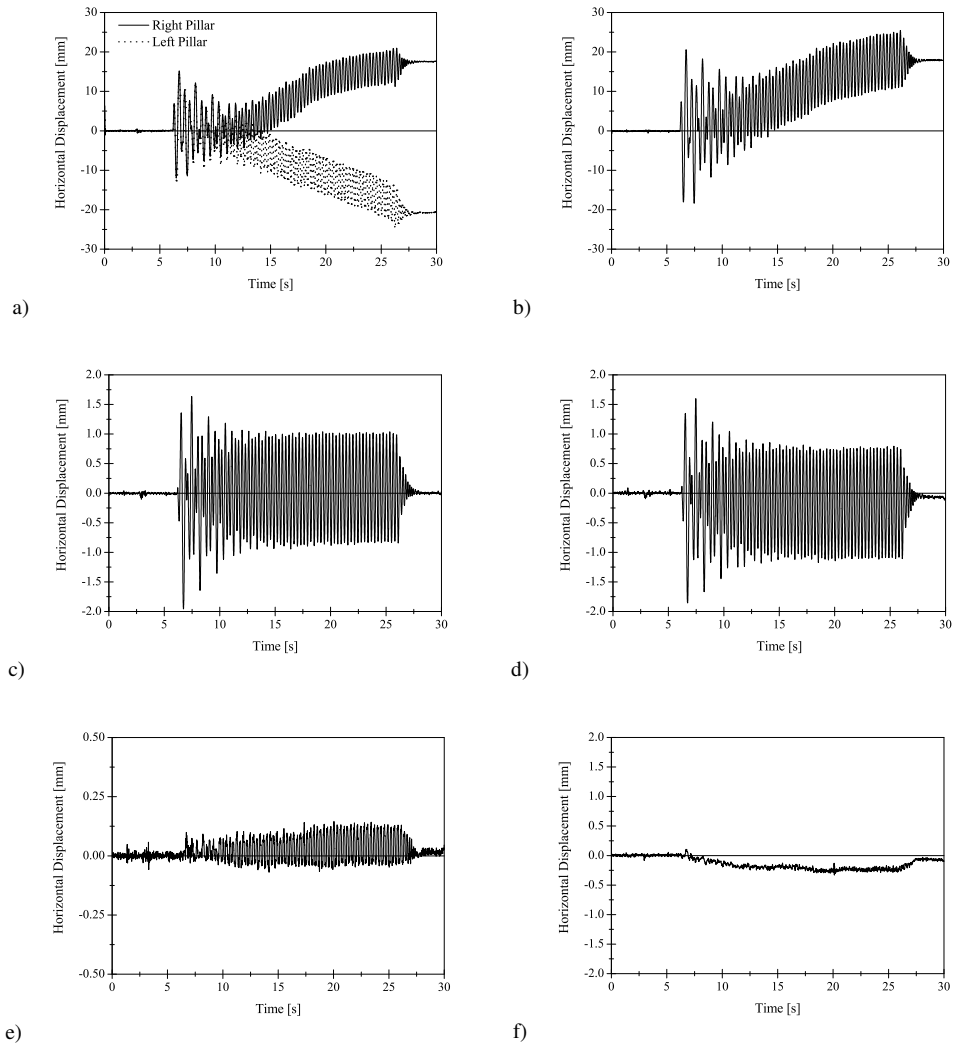 Right Pillar
Left Pillar
Horizontal Displacement [mm]
30
20
10
0
-10
-20
-30
0 5 10 15 20 25 30
Time [s]
a)
Horizontal Displacement [mm]
30
20
10
0
-10
-20
-30
0 5 10 15 20 25 30
Time [s]
b)
Horizontal Displacement [mm]
2.0
1.5
1.0
0.5
0.0
-0.5
-1.0
-1.5
-2.0
0 5 10 15 20 25 30
Time [s]
c)
Horizontal Displacement [mm]
2.0
1.5
1.0
0.5
0.0
-0.5
-1.0
-1.5
-2.0
0 5 10 15 20 25 30
Time [s]
d)
Horizontal Displacement [mm]
0.50
0.25
0.00
-0.25
-0.50
0 5 10 15 20 25 30
Time [s]
e)
Horizontal Displacement [mm]
2.0
1.5
1.0
0.5
0.0
-0.5
-1.0
-1.5
-2.0
0 5 10 15 20 25 30
Time [s]
f)